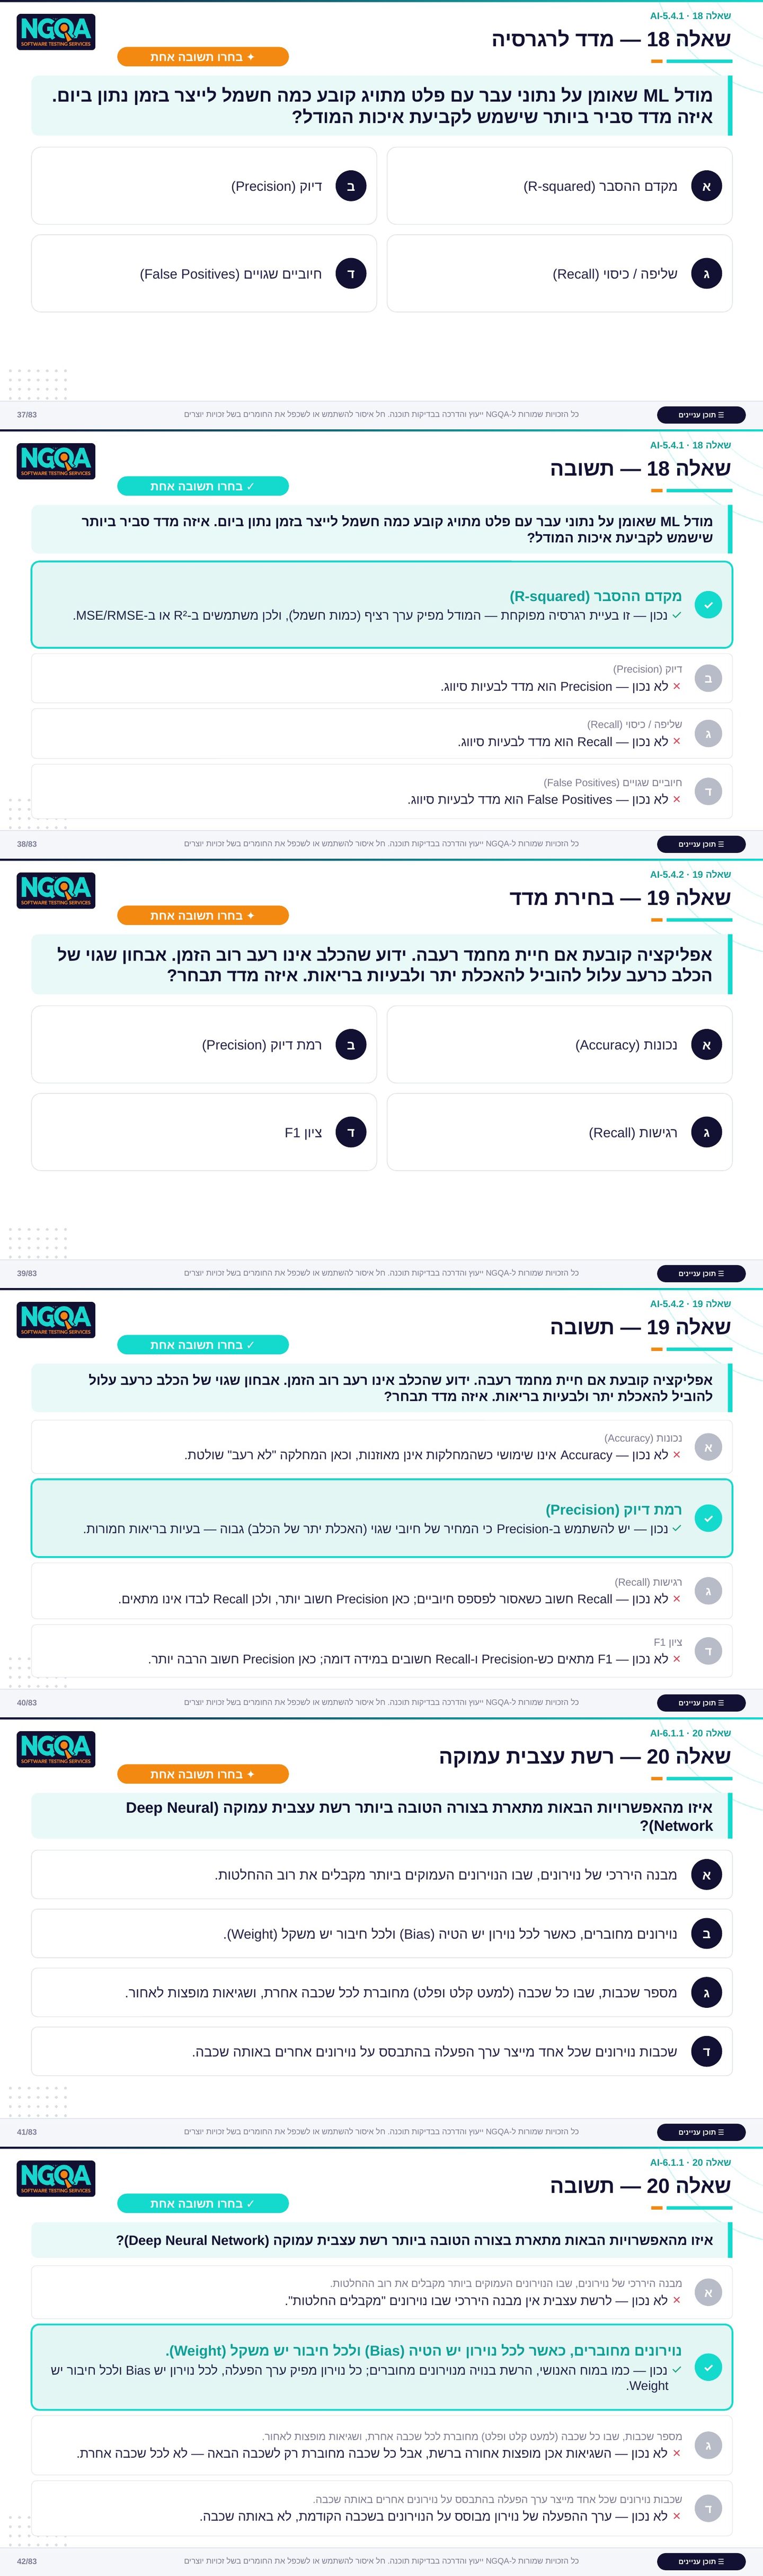 שאלה 18 · AI-5.4.1
שאלה 18 — מדד לרגרסיה
NGQA
SOFTWARE TESTING SERVICES
✦ בחרו תשובה אחת
מודל ML שאומן על נתוני עבר עם פלט מתויג קובע כמה חשמל לייצר בזמן נתון ביום.
איזה מדד סביר ביותר שישמש לקביעת איכות המודל?
א
מקדם ההסבר (R-squared)
ב
דיוק (Precision)
ג
שליפה / כיסוי (Recall)
ד
חיוביים שגויים (False Positives)
☰ תוכן עניינים
כל הזכויות שמורות ל-NGQA ייעוץ והדרכה בבדיקות תוכנה. חל איסור להשתמש או לשכפל את החומרים בשל זכויות יוצרים
37/83
שאלה 18 · AI-5.4.1
שאלה 18 — תשובה
NGQA
SOFTWARE TESTING SERVICES
✓ בחרו תשובה אחת
מודל ML שאומן על נתוני עבר עם פלט מתויג קובע כמה חשמל לייצר בזמן נתון ביום. איזה מדד סביר ביותר
שישמש לקביעת איכות המודל?
✓
מקדם ההסבר (R-squared)
✓ נכון — זו בעיית רגרסיה מפוקחת — המודל מפיק ערך רציף (כמות חשמל), ולכן משתמשים ב-R² או ב-MSE/RMSE.
ב
דיוק (Precision)
✕ לא נכון — Precision הוא מדד לבעיות סיווג.
ג
שליפה / כיסוי (Recall)
✕ לא נכון — Recall הוא מדד לבעיות סיווג.
ד
חיוביים שגויים (False Positives)
✕ לא נכון — False Positives הוא מדד לבעיות סיווג.
☰ תוכן עניינים
כל הזכויות שמורות ל-NGQA ייעוץ והדרכה בבדיקות תוכנה. חל איסור להשתמש או לשכפל את החומרים בשל זכויות יוצרים
38/83
שאלה 19 · AI-5.4.2
שאלה 19 — בחירת מדד
NGQA
SOFTWARE TESTING SERVICES
✦ בחרו תשובה אחת
אפליקציה קובעת אם חיית מחמד רעבה. ידוע שהכלב אינו רעב רוב הזמן. אבחון שגוי של
הכלב כרעב עלול להוביל להאכלת יתר ולבעיות בריאות. איזה מדד תבחר?
א
נכונות (Accuracy)
ב
רמת דיוק (Precision)
ג
רגישות (Recall)
ד
ציון F1
☰ תוכן עניינים
כל הזכויות שמורות ל-NGQA ייעוץ והדרכה בבדיקות תוכנה. חל איסור להשתמש או לשכפל את החומרים בשל זכויות יוצרים
39/83
שאלה 19 · AI-5.4.2
שאלה 19 — תשובה
NGQA
SOFTWARE TESTING SERVICES
✓ בחרו תשובה אחת
אפליקציה קובעת אם חיית מחמד רעבה. ידוע שהכלב אינו רעב רוב הזמן. אבחון שגוי של הכלב כרעב עלול
להוביל להאכלת יתר ולבעיות בריאות. איזה מדד תבחר?
א
נכונות (Accuracy)
✕ לא נכון — Accuracy אינו שימושי כשהמחלקות אינן מאוזנות, וכאן המחלקה "לא רעב" שולטת.
✓
רמת דיוק (Precision)
✓ נכון — יש להשתמש ב-Precision כי המחיר של חיובי שגוי (האכלת יתר של הכלב) גבוה — בעיות בריאות חמורות.
ג
רגישות (Recall)
✕ לא נכון — Recall חשוב כשאסור לפספס חיוביים; כאן Precision חשוב יותר, ולכן Recall לבדו אינו מתאים.
ד
ציון F1
✕ לא נכון — F1 מתאים כש-Precision ו-Recall חשובים במידה דומה; כאן Precision חשוב הרבה יותר.
☰ תוכן עניינים
כל הזכויות שמורות ל-NGQA ייעוץ והדרכה בבדיקות תוכנה. חל איסור להשתמש או לשכפל את החומרים בשל זכויות יוצרים
40/83
שאלה 20 · AI-6.1.1
שאלה 20 — רשת עצבית עמוקה
NGQA
SOFTWARE TESTING SERVICES
✦ בחרו תשובה אחת
איזו מהאפשרויות הבאות מתארת בצורה הטובה ביותר רשת עצבית עמוקה (Deep Neural
Network)?
א
מבנה היררכי של נוירונים, שבו הנוירונים העמוקים ביותר מקבלים את רוב ההחלטות.
ב
נוירונים מחוברים, כאשר לכל נוירון יש הטיה (Bias) ולכל חיבור יש משקל (Weight).
ג
מספר שכבות, שבו כל שכבה (למעט קלט ופלט) מחוברת לכל שכבה אחרת, ושגיאות מופצות לאחור.
ד
שכבות נוירונים שכל אחד מייצר ערך הפעלה בהתבסס על נוירונים אחרים באותה שכבה.
☰ תוכן עניינים
כל הזכויות שמורות ל-NGQA ייעוץ והדרכה בבדיקות תוכנה. חל איסור להשתמש או לשכפל את החומרים בשל זכויות יוצרים
41/83
שאלה 20 · AI-6.1.1
שאלה 20 — תשובה
NGQA
SOFTWARE TESTING SERVICES
✓ בחרו תשובה אחת
איזו מהאפשרויות הבאות מתארת בצורה הטובה ביותר רשת עצבית עמוקה (Deep Neural Network)?
א
מבנה היררכי של נוירונים, שבו הנוירונים העמוקים ביותר מקבלים את רוב ההחלטות.
✕ לא נכון — לרשת עצבית אין מבנה היררכי שבו נוירונים "מקבלים החלטות".
✓
נוירונים מחוברים, כאשר לכל נוירון יש הטיה (Bias) ולכל חיבור יש משקל (Weight).
✓ נכון — כמו במוח האנושי, הרשת בנויה מנוירונים מחוברים; כל נוירון מפיק ערך הפעלה, לכל נוירון יש Bias ולכל חיבור יש
Weight.
ג
מספר שכבות, שבו כל שכבה (למעט קלט ופלט) מחוברת לכל שכבה אחרת, ושגיאות מופצות לאחור.
✕ לא נכון — השגיאות אכן מופצות אחורה ברשת, אבל כל שכבה מחוברת רק לשכבה הבאה — לא לכל שכבה אחרת.
ד
שכבות נוירונים שכל אחד מייצר ערך הפעלה בהתבסס על נוירונים אחרים באותה שכבה.
✕ לא נכון — ערך ההפעלה של נוירון מבוסס על הנוירונים בשכבה הקודמת, לא באותה שכבה.
☰ תוכן עניינים
כל הזכויות שמורות ל-NGQA ייעוץ והדרכה בבדיקות תוכנה. חל איסור להשתמש או לשכפל את החומרים בשל זכויות יוצרים
42/83